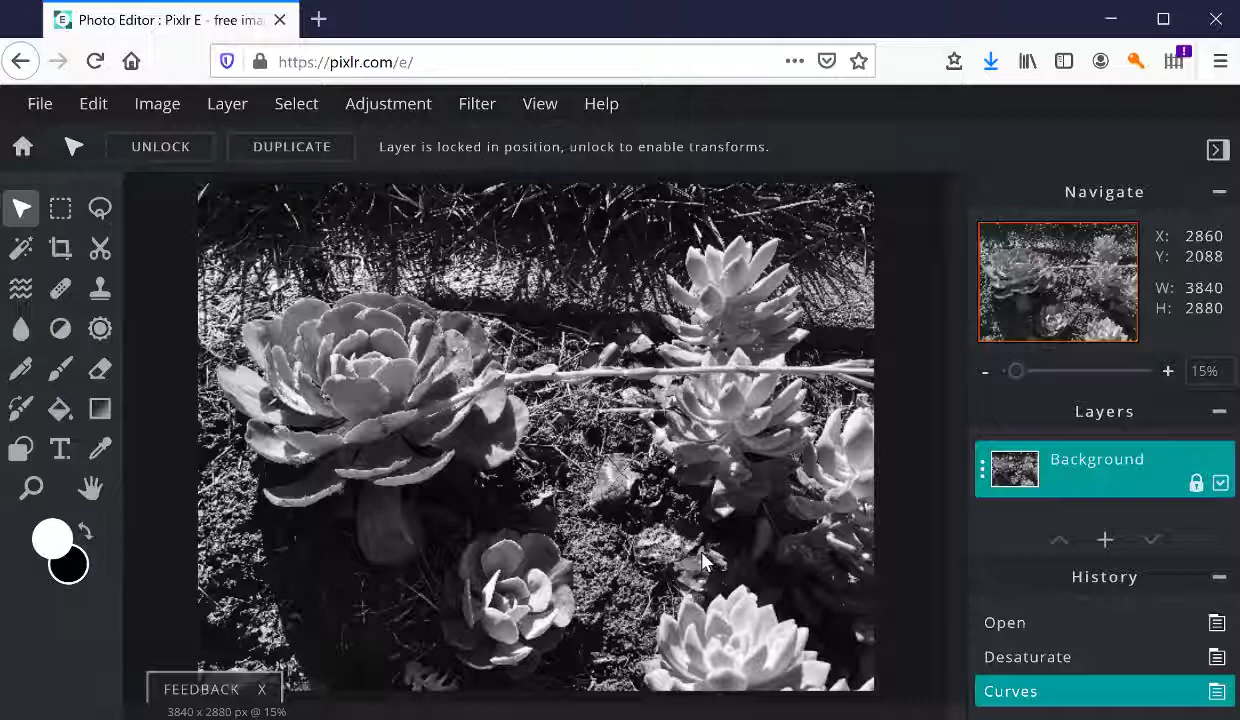 Photo Editor : Pixlr E - free ima
https://pixlr.com/e/
File Edit Image Layer Select Adjustment Filter View Help
UNLOCK DUPLICATE Layer is locked in position, unlock to enable transforms.
Navigate
X: 2860
Y: 2088
W: 3840
H: 2880
- + 15%
Layers
Background
History
Open
Desaturate
Curves
FEEDBACK X
3840 x 2880 px @ 15%